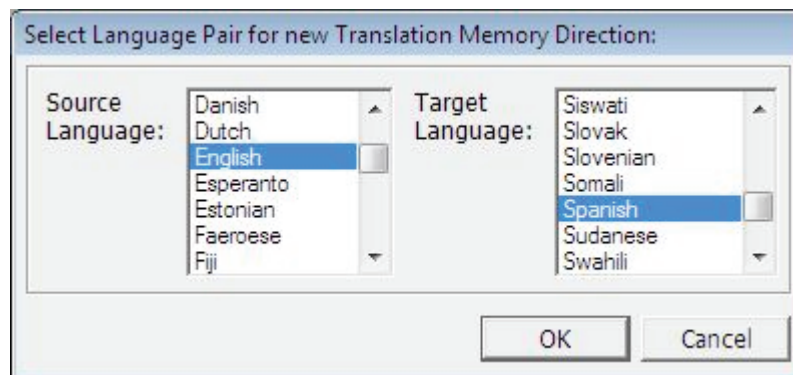 Select Language Pair for new Translation Memory Direction:
Source
Language:
Danish
Dutch
English
Esperanto
Estonian
Faeroese
Fiji
Target
Language:
Siswati
Slovak
Slovenian
Somali
Spanish
Sudanese
Swahili
OK
Cancel